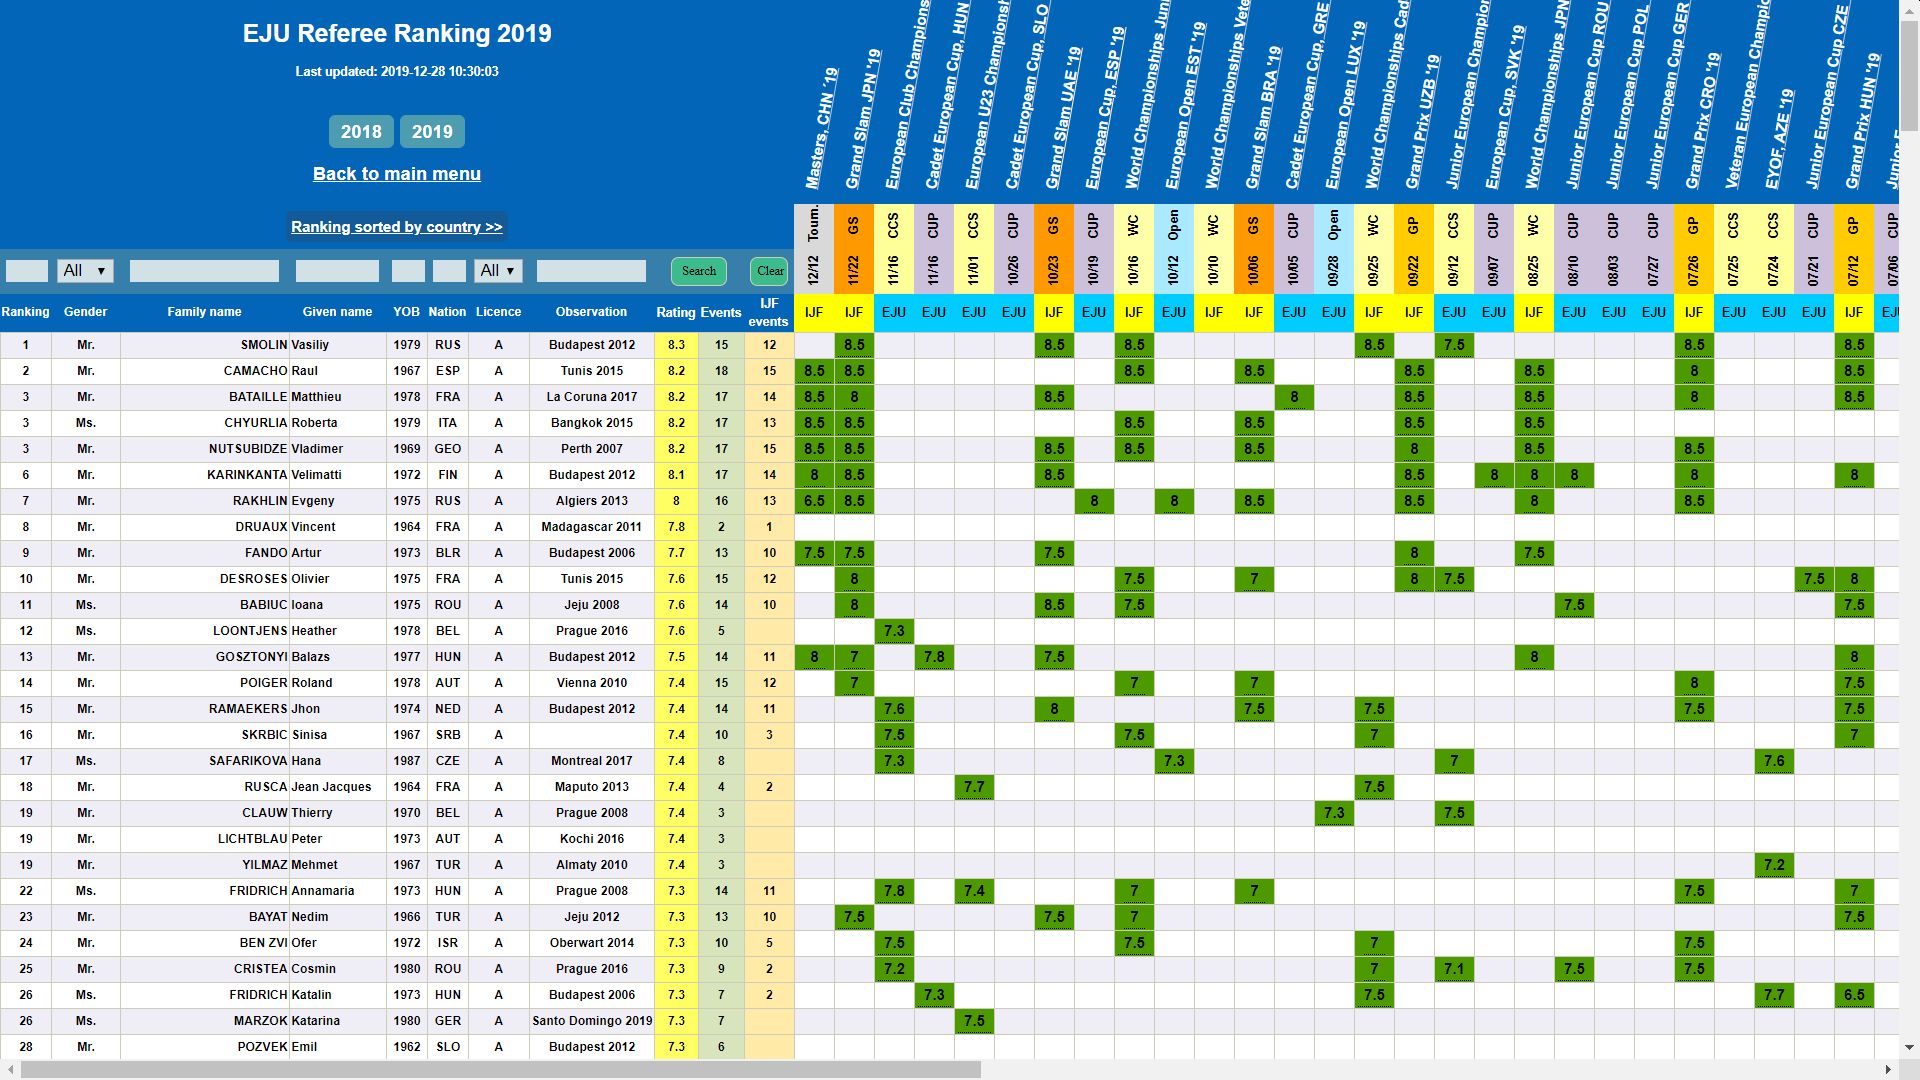 EJU Referee Ranking 2019
Last updated: 2019-12-28 10:30:03
2018 2019
Back to main menu
Ranking sorted by country >>
Masters, CHN '19
Grand Slam JPN '19
European Club Champions
Cadet European Cup, HUN
European U23 Championsh
Cadet European Cup, SLO
Grand Slam UAE '19
European Cup, ESP '19
World Championships Juni
European Open EST '19
World Championships Vete
Grand Slam BRA '19
Cadet European Cup, GRE
European Open LUX '19
World Championships Cad
Grand Prix UZB '19
Junior European Champion
European Cup, SVK '19
World Championships JPN
Junior European Cup ROU
Junior European Cup POL
Junior European Cup GER
Grand Prix CRO '19
Veteran European Champio
EYOF, AZE '19
Junior European Cup CZE
Grand Prix HUN '19
Tourn. GS CCS CUP CCS CUP GS CUP WC Open WC GS CUP Open WC GP CCS CUP WC CUP CUP CUP GP CCS CCS CUP GP CUP
12/12 11/22 11/16 11/16 11/01 10/26 10/23 10/19 10/16 10/12 10/10 10/06 10/05 09/28 09/25 09/22 09/12 09/07 08/25 08/10 08/03 07/27 07/26 07/25 07/24 07/21 07/12 07/06
All All Search Clear
Ranking Gender Family name Given name YOB Nation Licence Observation Rating Events IJF events IJF IJF EJU EJU EJU EJU IJF EJU IJF EJU IJF IJF EJU EJU IJF IJF EJU EJU IJF EJU EJU EJU IJF EJU EJU EJU IJF EJU
1 Mr. SMOLIN Vasiliy 1979 RUS A Budapest 2012 8.3 15 12 8.5 8.5 8.5 8.5 7.5 8.5 8.5
2 Mr. CAMACHO Raul 1967 ESP A Tunis 2015 8.2 18 15 8.5 8.5 8.5 8.5 8.5 8.5 8 8.5
3 Mr. BATAILLE Matthieu 1978 FRA A La Coruna 2017 8.2 17 14 8.5 8 8.5 8 8.5 8.5 8 8.5
3 Ms. CHYURLIA Roberta 1979 ITA A Bangkok 2015 8.2 17 13 8.5 8.5 8.5 8.5 8.5 8.5
3 Mr. NUTSUBIDZE Vladimer 1969 GEO A Perth 2007 8.2 17 15 8.5 8.5 8.5 8.5 8.5 8 8.5 8.5
6 Mr. KARINKANTA Velimatti 1972 FIN A Budapest 2012 8.1 17 14 8 8.5 8.5 8.5 8 8 8 8 8
7 Mr. RAKHLIN Evgeny 1975 RUS A Algiers 2013 8 16 13 6.5 8.5 8 8 8.5 8.5 8 8.5
8 Mr. DRUAUX Vincent 1964 FRA A Madagascar 2011 7.8 2 1
9 Mr. FANDO Artur 1973 BLR A Budapest 2006 7.7 13 10 7.5 7.5 7.5 8 7.5
10 Mr. DESROSES Olivier 1975 FRA A Tunis 2015 7.6 15 12 8 7.5 7 8 7.5 7.5 8
11 Ms. BABIUC Ioana 1975 ROU A Jeju 2008 7.6 14 10 8 8.5 7.5 7.5 7.5
12 Ms. LOONTJENS Heather 1978 BEL A Prague 2016 7.6 5 7.3
13 Mr. GOSZTONYI Balazs 1977 HUN A Budapest 2012 7.5 14 11 8 7 7.8 7.5 8 8
14 Mr. POIGER Roland 1978 AUT A Vienna 2010 7.4 15 12 7 7 7 8 7.5
15 Mr. RAMAEKERS Jhon 1974 NED A Budapest 2012 7.4 14 11 7.6 8 7.5 7.5 7.5 7.5
16 Mr. SKRBIC Sinisa 1967 SRB A 7.4 10 3 7.5 7.5 7 7
17 Ms. SAFARIKOVA Hana 1987 CZE A Montreal 2017 7.4 8 7.3 7.3 7 7.6
18 Mr. RUSCA Jean Jacques 1964 FRA A Maputo 2013 7.4 4 2 7.7 7.5
19 Mr. CLAUW Thierry 1970 BEL A Prague 2008 7.4 3 7.3 7.5
19 Mr. LICHTBLAU Peter 1973 AUT A Kochi 2016 7.4 3
19 Mr. YILMAZ Mehmet 1967 TUR A Almaty 2010 7.4 3 7.2
22 Ms. FRIDRICH Annamaria 1973 HUN A Prague 2008 7.3 14 11 7.8 7.4 7 7 7.5 7
23 Mr. BAYAT Nedim 1966 TUR A Jeju 2012 7.3 13 10 7.5 7.5 7 7.5
24 Mr. BEN ZVI Ofer 1972 ISR A Oberwart 2014 7.3 10 5 7.5 7.5 7 7.5
25 Mr. CRISTEA Cosmin 1980 ROU A Prague 2016 7.3 9 2 7.2 7 7.1 7.5 7.5
26 Ms. FRIDRICH Katalin 1973 HUN A Budapest 2006 7.3 7 2 7.3 7.5 7.7 6.5
26 Ms. MARZOK Katarina 1980 GER A Santo Domingo 2019 7.3 7 7.5
28 Mr. POZVEK Emil 1962 SLO A Budapest 2012 7.3 6